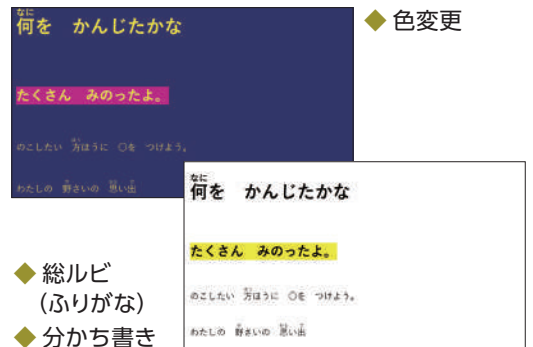 なに
何を かんじたかな
たくさん みのったよ。
のこしたい 方ほうに ○を つけよう。
わたしの 野さいの 思い出
◆ 色変更
なに
何を かんじたかな
たくさん みのったよ。
のこしたい 方ほうに ○を つけよう。
わたしの 野さいの 思い出
◆ 総ルビ
(ふりがな)
◆ 分かち書き